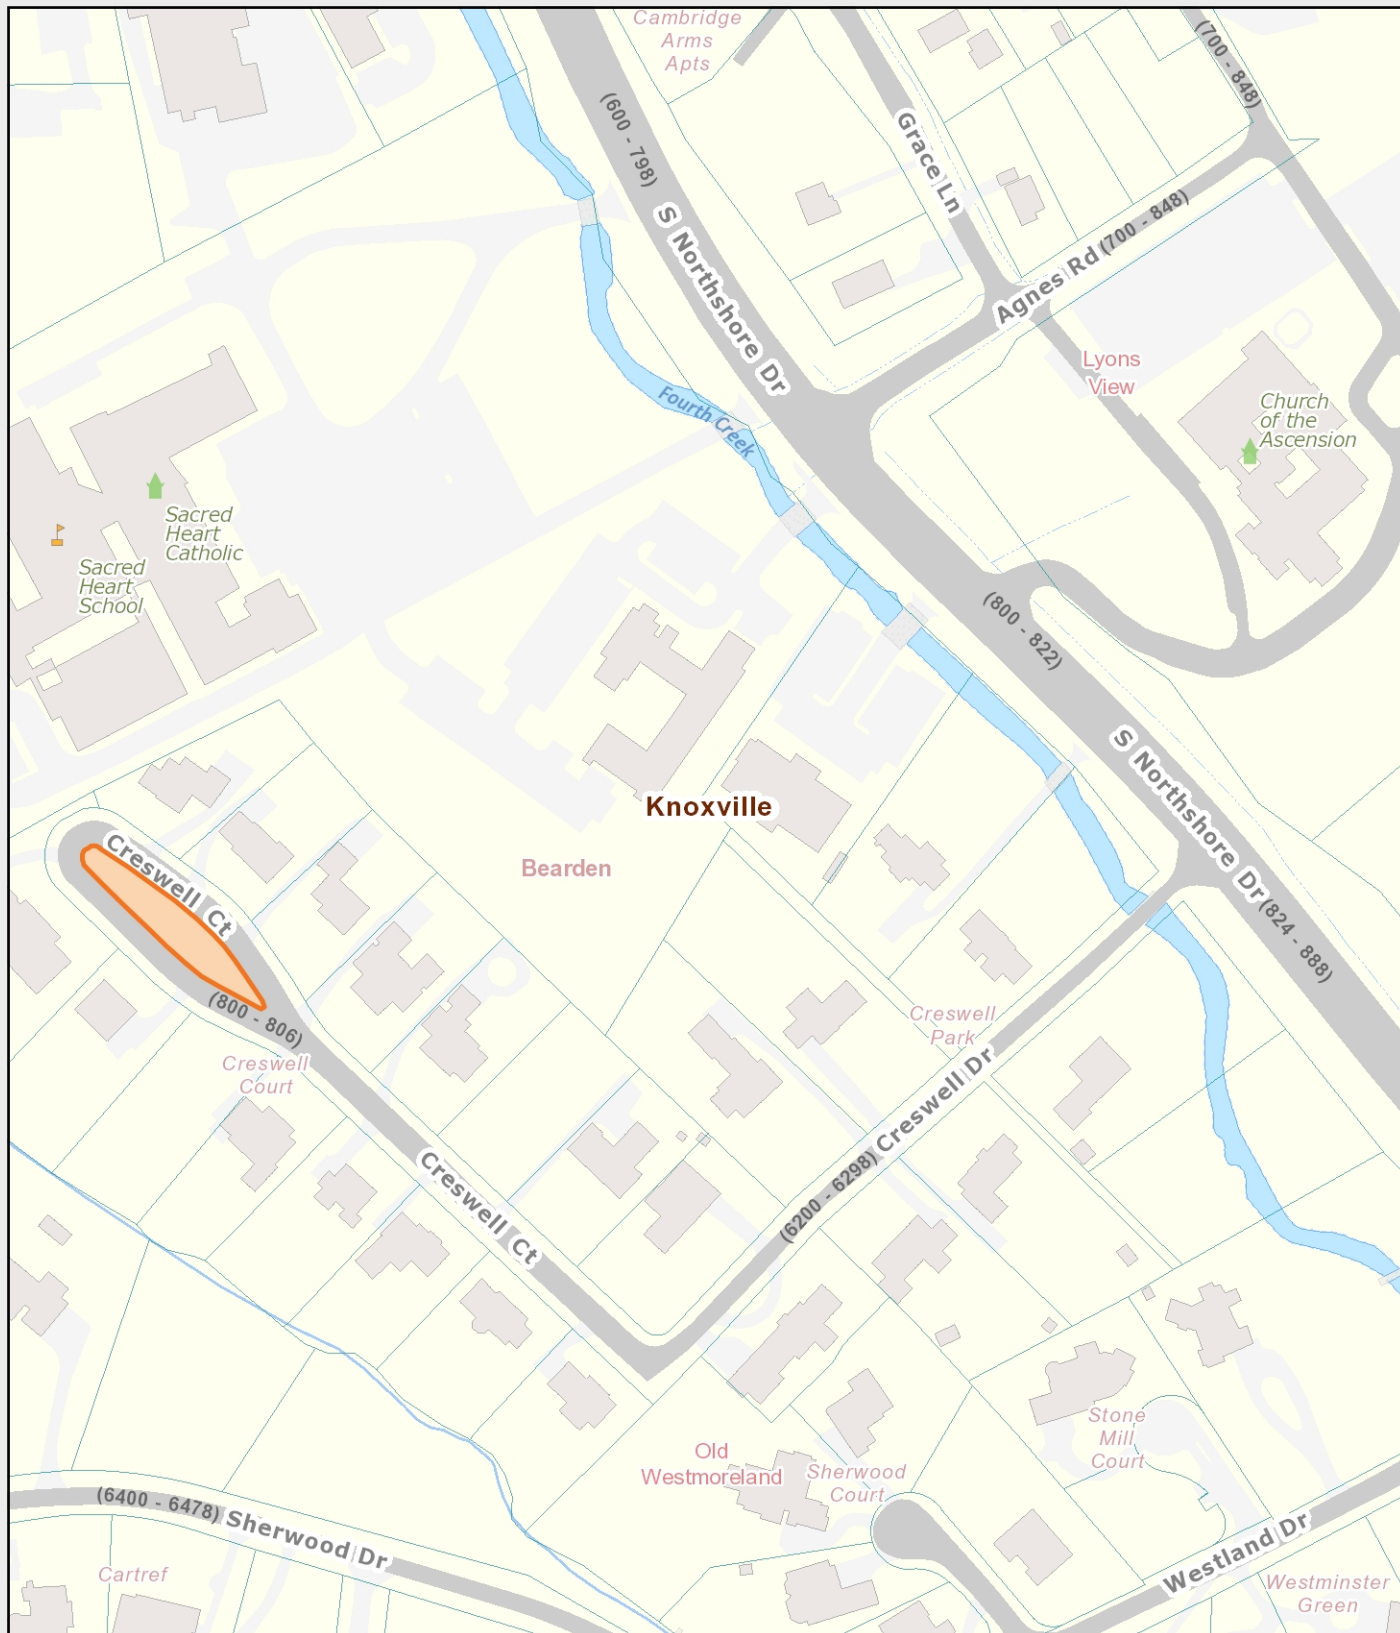 Cambridge
Arms
Apts
(700 - 848)
(600 - 798)
Grace Ln
S Northshore Dr
Agnes Rd (700 - 848)
Lyons
View
Church
of the
Ascension
Fourth Creek
Sacred
Heart
Catholic
Sacred
Heart
School
(800 - 822)
S Northshore Dr (824 - 888)
Knoxville
Bearden
Creswell Ct
(800 - 806)
Creswell
Court
Creswell
Park
(6200 - 6298) Creswell Dr
Creswell Ct
Old
Westmoreland
Sherwood
Court
Stone
Mill
Court
(6400 - 6478) Sherwood Dr
Westland Dr
Cartref
Westminster
Green